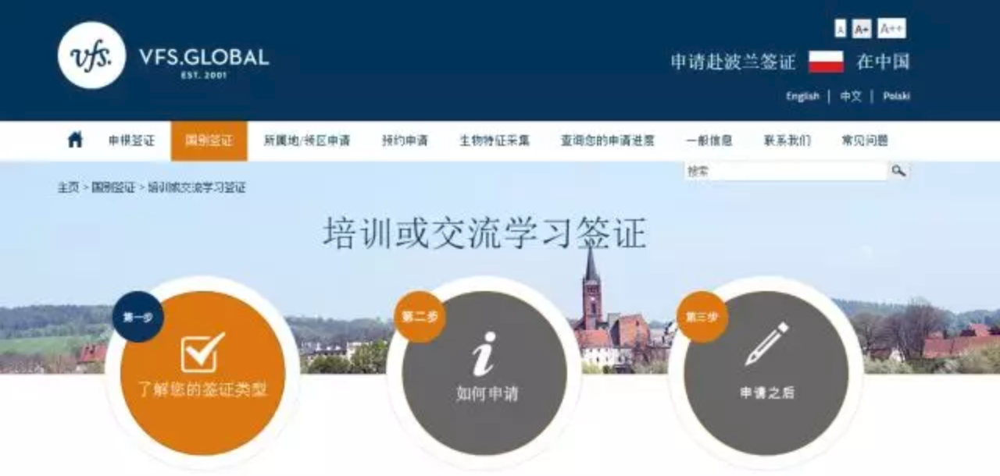 vfs.
VFS.GLOBAL
EST. 2001
A A+ A++
申请赴波兰签证 在中国
English | 中文 | Polski
申根签证 国别签证 所属地/领区申请 预约申请 生物特征采集 查询您的申请进度 一般信息 联系我们 常见问题
搜索
主页 > 国别签证 > 培训或交流学习签证
培训或交流学习签证
第一步
了解您的签证类型
第二步
如何申请
第三步
申请之后